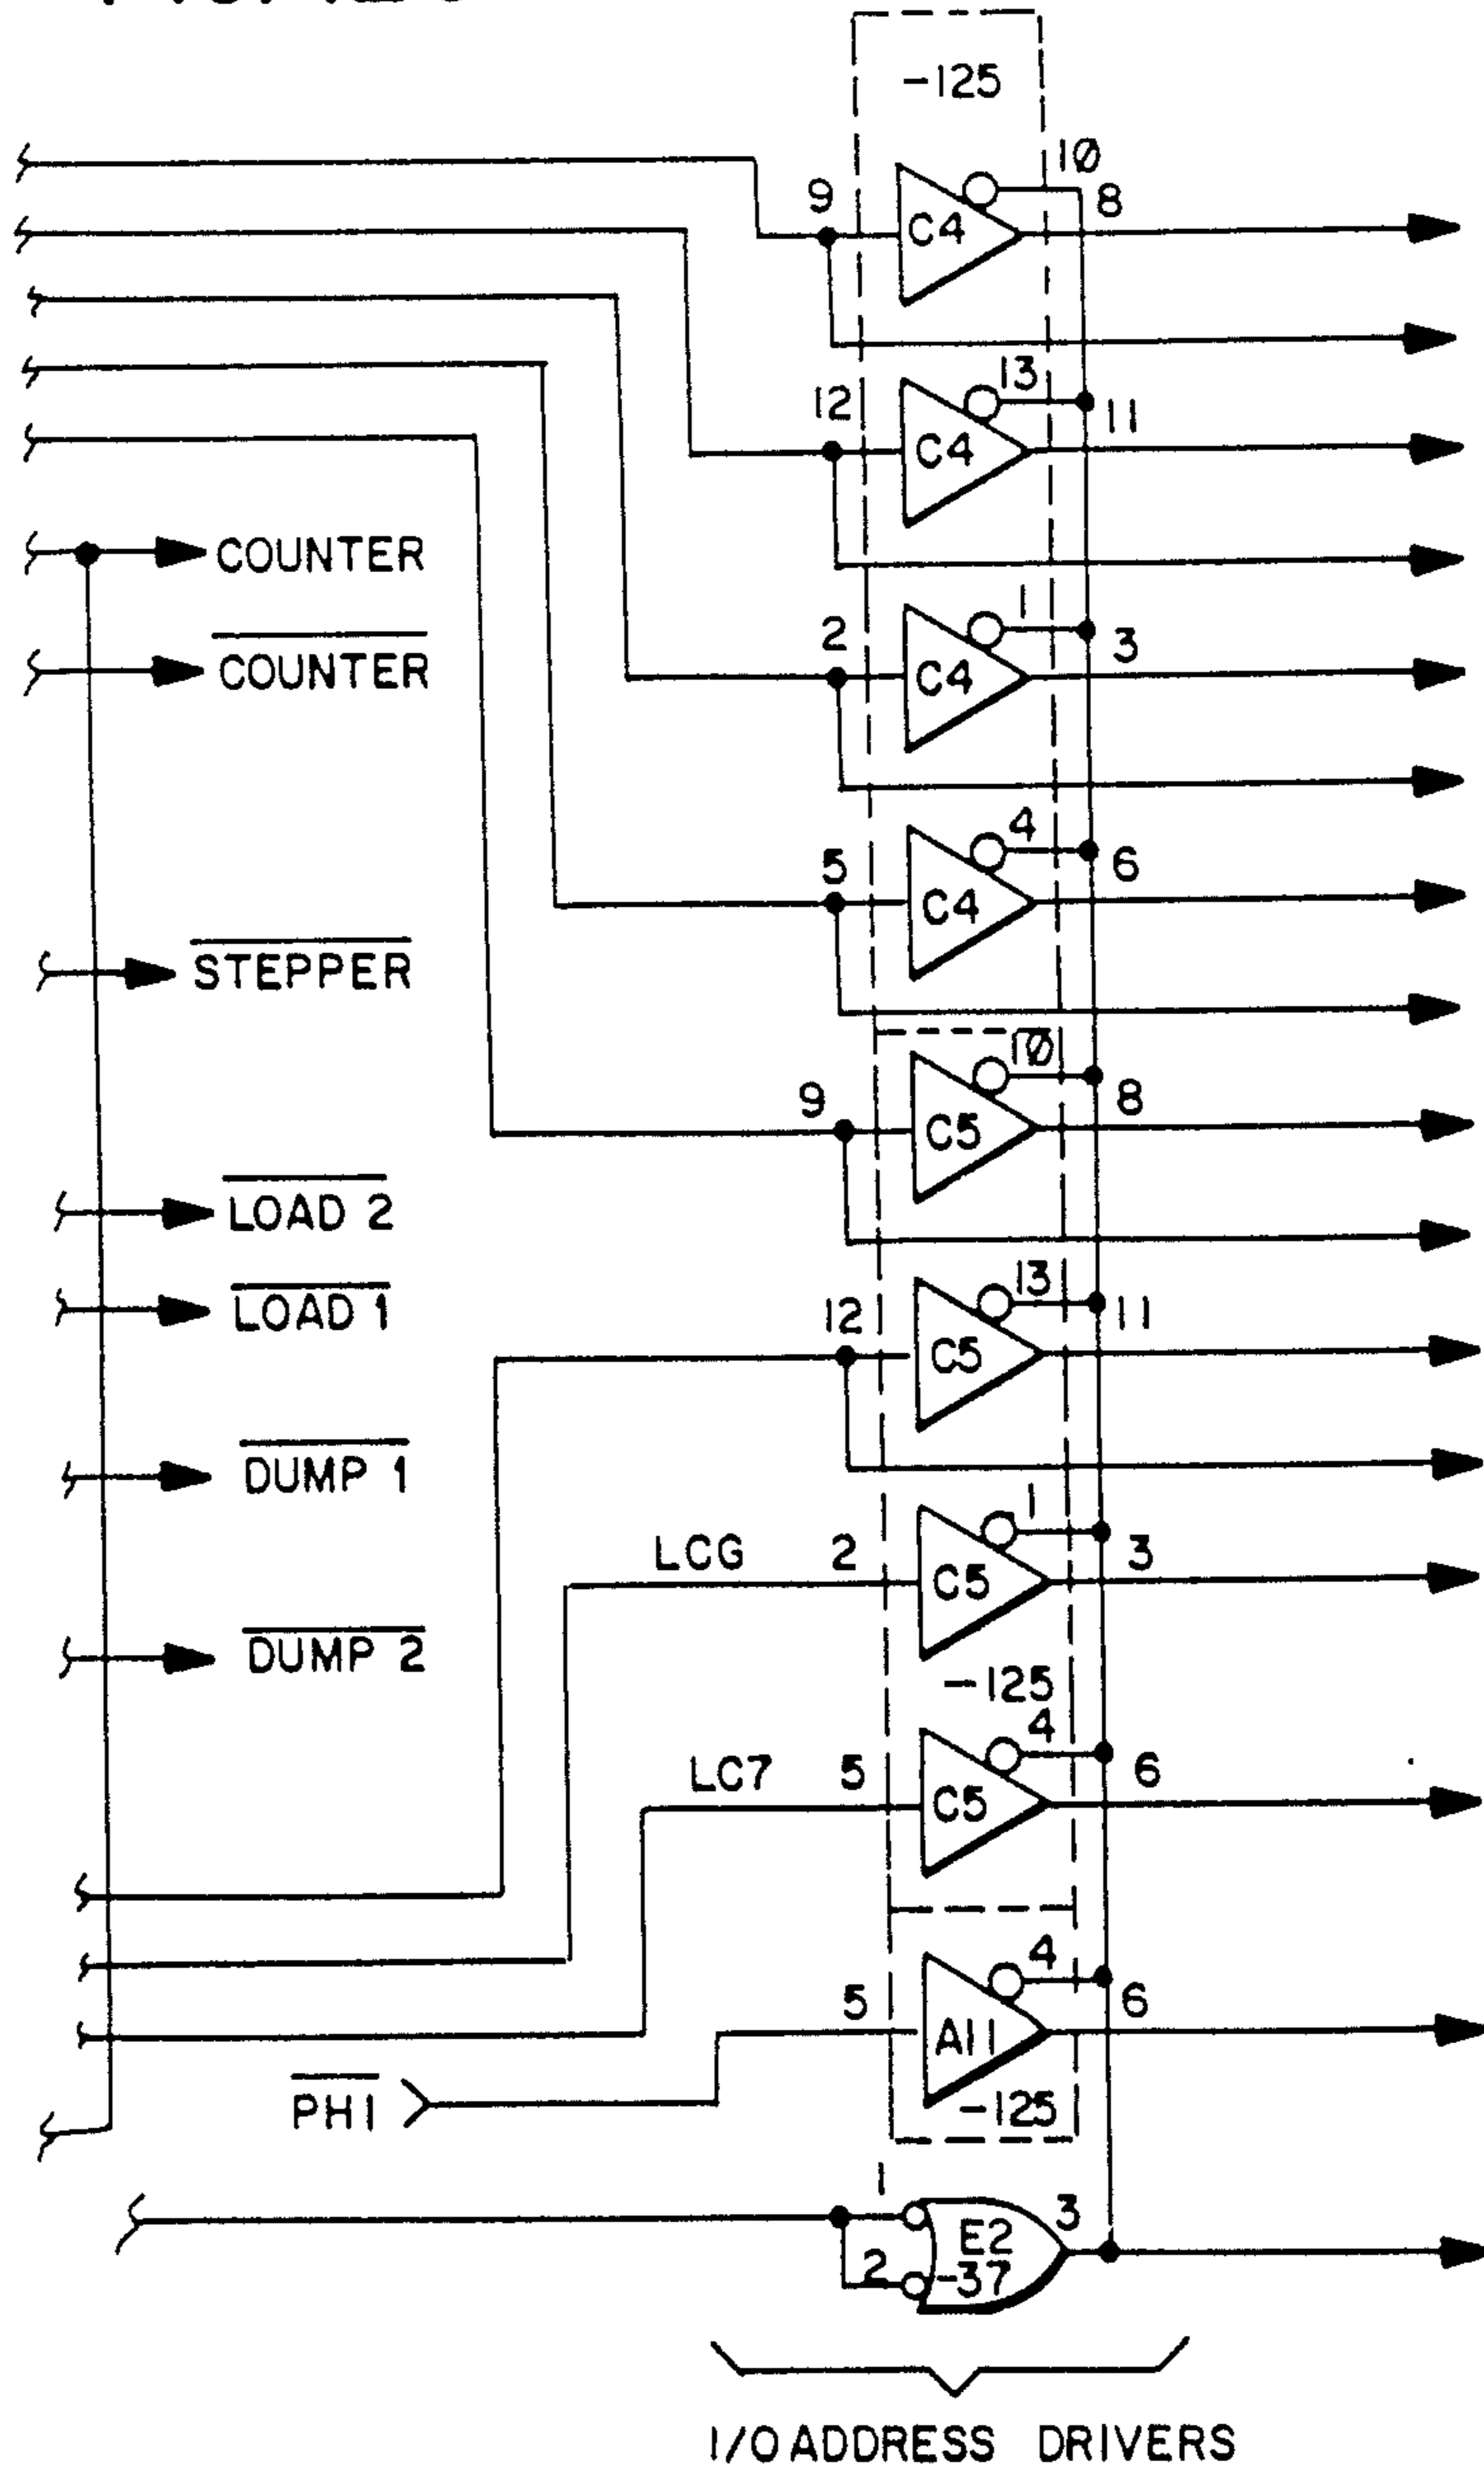 -125
10
9
C4
8
13
12
C4
11
COUNTER
1
2
C4
3
COUNTER
4
5
C4
6
STEPPER
10
9
C5
8
LOAD 2
13
LOAD 1
12
C5
11
DUMP 1
1
LCG
2
C5
3
DUMP 2
-125
4
LC7
5
C5
6
4
5
A11
6
PH1
-125
1
3
E2
2
-37
I/O ADDRESS DRIVERS